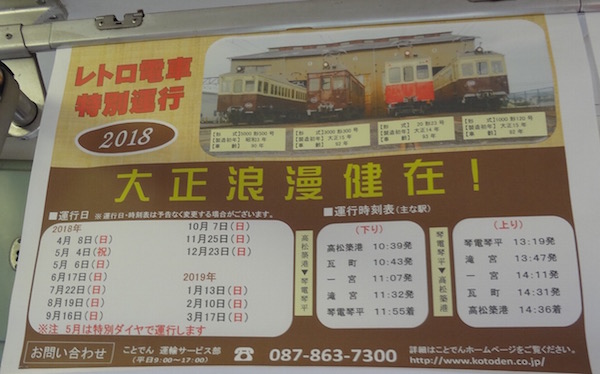 レトロ電車
特別運行
2018
大正浪漫健在！
■運行日 ※ 運行日・時刻表は予告なく変更する場合がございます。
2018年
4月 8日(日)
5月 4日(祝)
5月 6日(日)
6月17日(日)
7月22日(日)
8月19日(日)
9月16日(日)
10月 7日(日)
11月25日(日)
12月23日(日)
2019年
1月13日(日)
2月10日(日)
3月17日(日)
※注 5月は特別ダイヤで運行します
■運行時刻表(主な駅)
高松築港▼琴電琴平
(下り)
高松築港 10:39発
瓦町 10:43発
一宮 11:07発
滝宮 11:32発
琴電琴平 11:55着
琴電琴平▼高松築港
(上り)
琴電琴平 13:19発
滝宮 13:47発
一宮 14:11発
瓦町 14:31発
高松築港 14:36着
お問い合わせ
ことでん 運輸サービス部
(平日9:00～17:00)
☎ 087-863-7300
詳細はことでんホームページをご覧ください。
http://www.kotoden.co.jp/